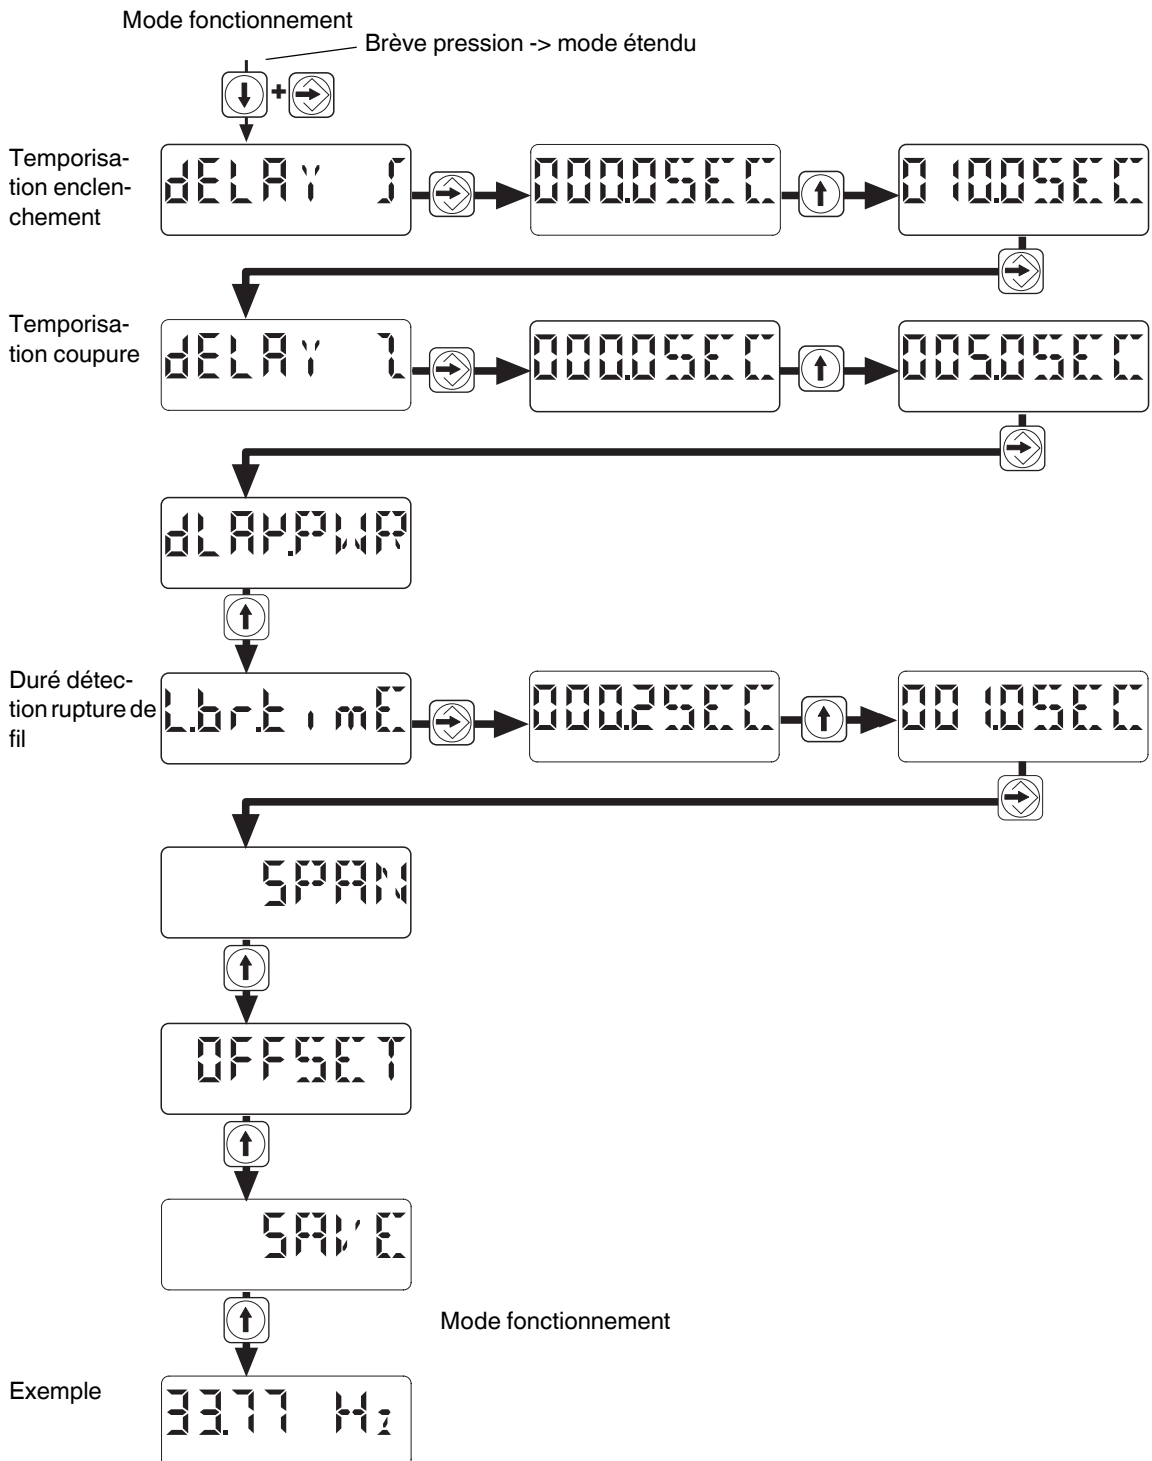 Mode fonctionnement
Brève pression -> mode étendu
+
Temporisa-
tion enclen-
chement
dELAY ⎎
000.0SEC
010.0SEC
Temporisa-
tion coupure
dELAY ⎫
000.0SEC
005.0SEC
dLAY.PWR
Duré détec-
tion rupture de
fil
L.br.timE
000.2SEC
001.0SEC
SPAN
OFFSET
SAVE
Mode fonctionnement
Exemple
33.77 Hz